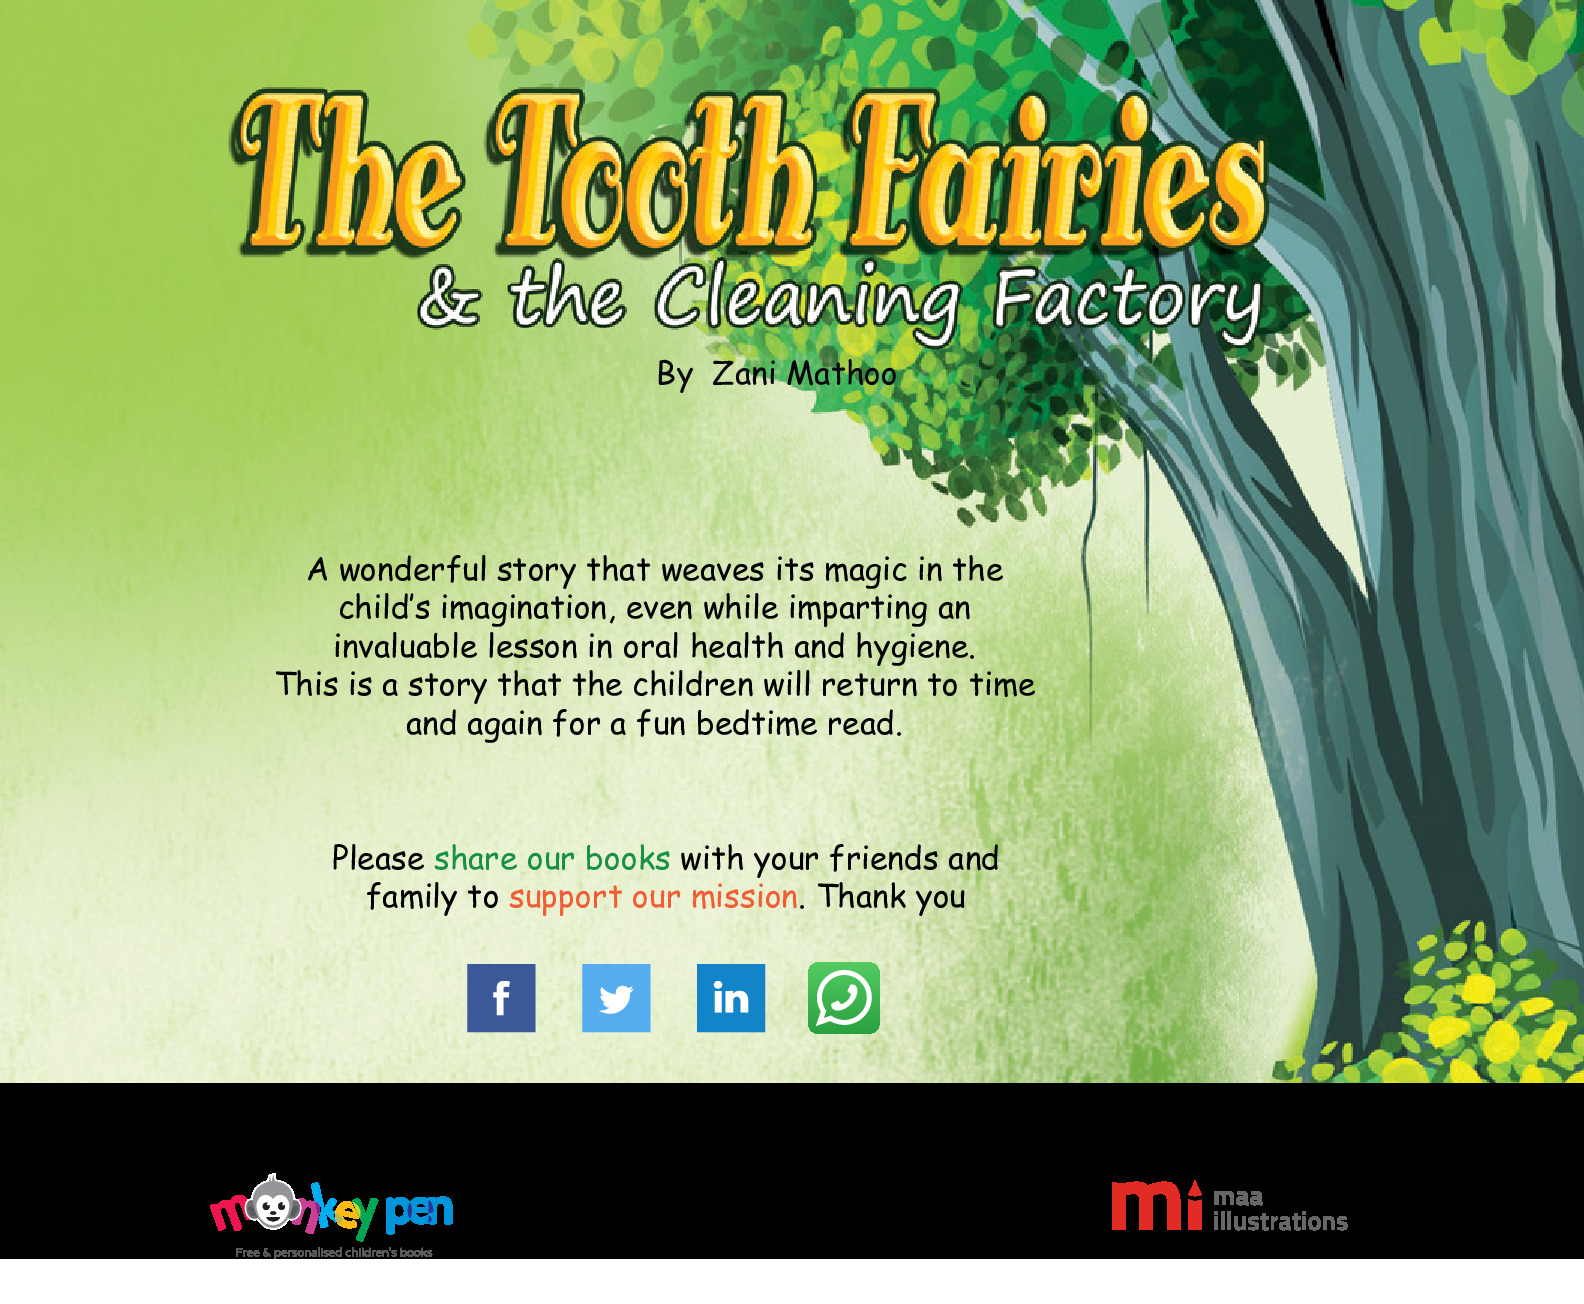 The Tooth Fairies
& the Cleaning Factory
By Zani Mathoo
A wonderful story that weaves its magic in the
child's imagination, even while imparting an
invaluable lesson in oral health and hygiene.
This is a story that the children will return to time
and again for a fun bedtime read.
Please share our books with your friends and
family to support our mission. Thank you
f
in
monkey pen
Free & personalised children's books
mi maa
illustrations